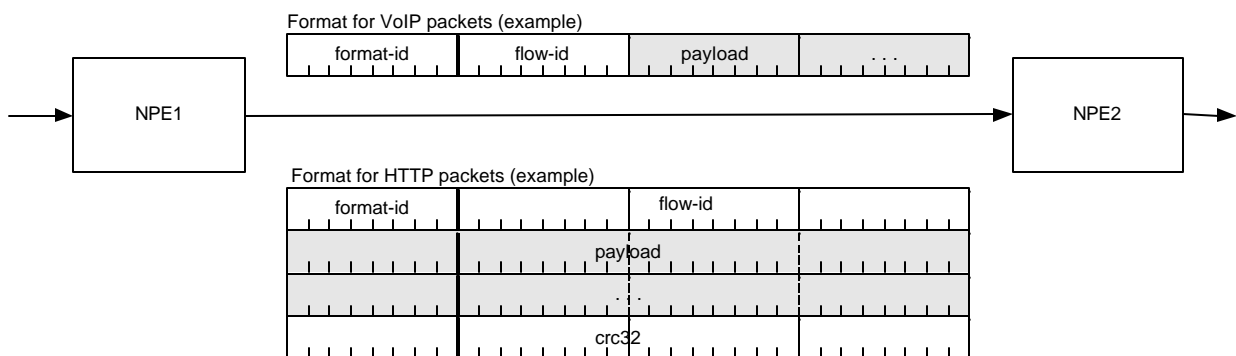 Format for VoIP packets (example)
format-id flow-id payload . . .
NPE1 NPE2
Format for HTTP packets (example)
format-id flow-id
payload
. . .
crc32